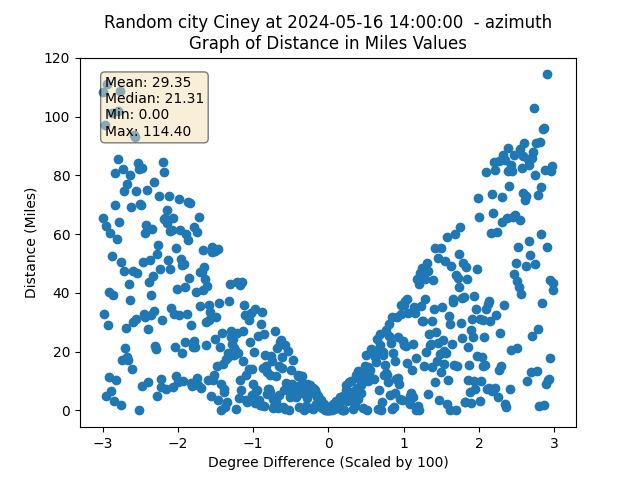 Random city Ciney at 2024-05-16 14:00:00  - azimuth
Graph of Distance in Miles Values
Mean: 29.35
Median: 21.31
Min: 0.00
Max: 114.40
Distance (Miles)
120
100
80
60
40
20
0
−3
−2
−1
0
1
2
3
Degree Difference (Scaled by 100)